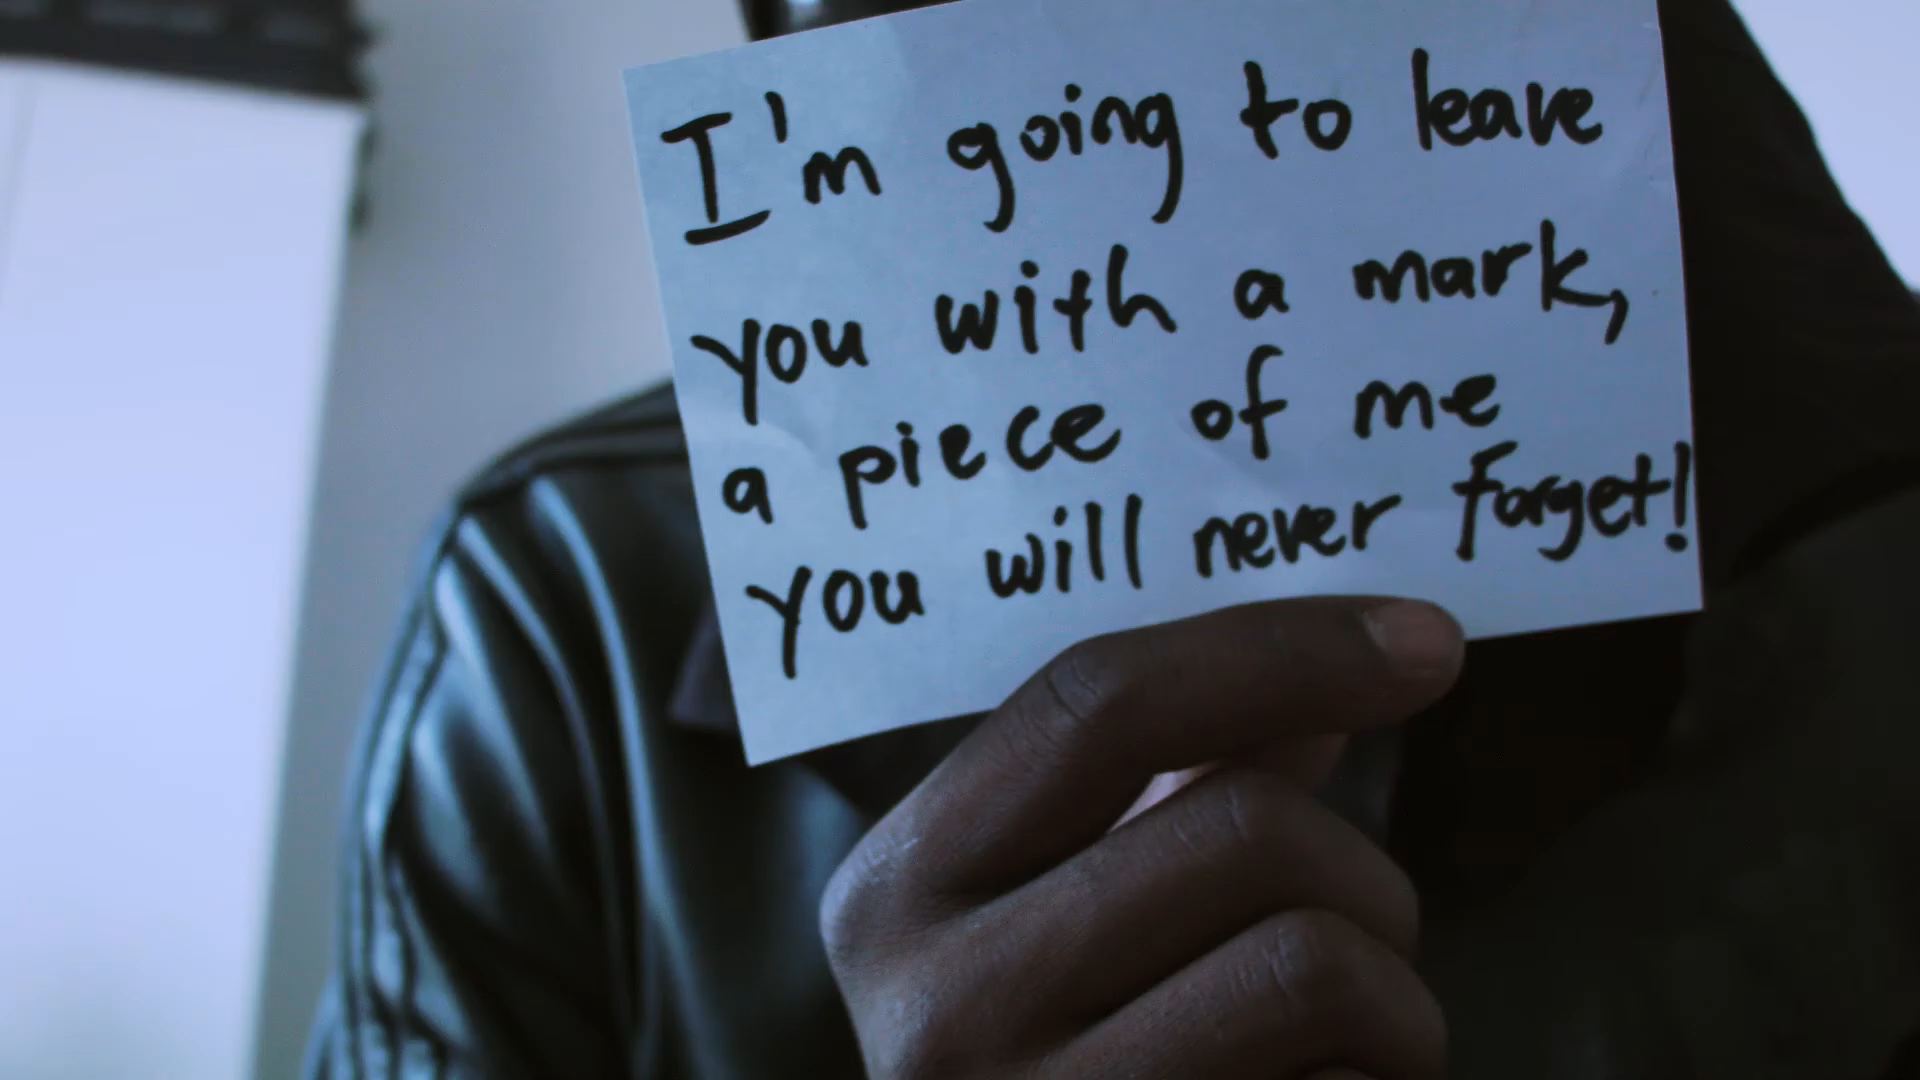 I'm going to leave
you with a mark,
a piece of me
you will never forget!